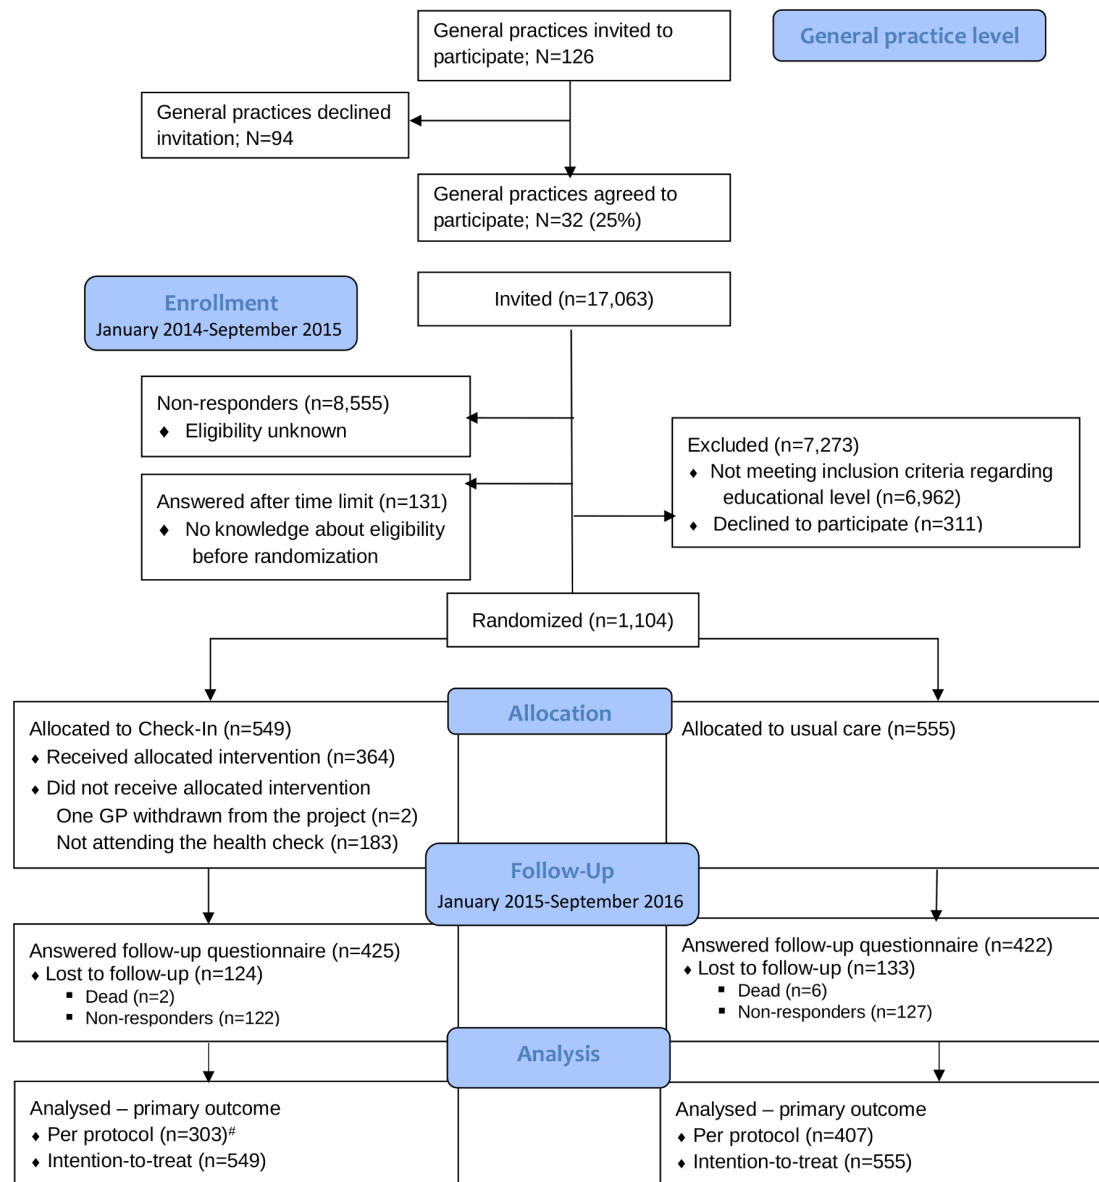 General practices invited to
participate; N=126
General practice level
General practices declined
invitation; N=94
General practices agreed to
participate; N=32 (25%)
Invited (n=17,063)
Enrollment
January 2014-September 2015
Non-responders (n=8,555)
♦ Eligibility unknown
Excluded (n=7,273)
♦ Not meeting inclusion criteria regarding
educational level (n=6,962)
♦ Declined to participate (n=311)
Answered after time limit (n=131)
♦ No knowledge about eligibility
before randomization
Randomized (n=1,104)
Allocation
Allocated to Check-In (n=549)
♦ Received allocated intervention (n=364)
♦ Did not receive allocated intervention
One GP withdrawn from the project (n=2)
Not attending the health check (n=183)
Allocated to usual care (n=555)
Follow-Up
January 2015-September 2016
Answered follow-up questionnaire (n=425)
♦ Lost to follow-up (n=124)
▪ Dead (n=2)
▪ Non-responders (n=122)
Answered follow-up questionnaire (n=422)
♦ Lost to follow-up (n=133)
▪ Dead (n=6)
▪ Non-responders (n=127)
Analysis
Analysed – primary outcome
♦ Per protocol (n=303)#
♦ Intention-to-treat (n=549)
Analysed – primary outcome
♦ Per protocol (n=407)
♦ Intention-to-treat (n=555)